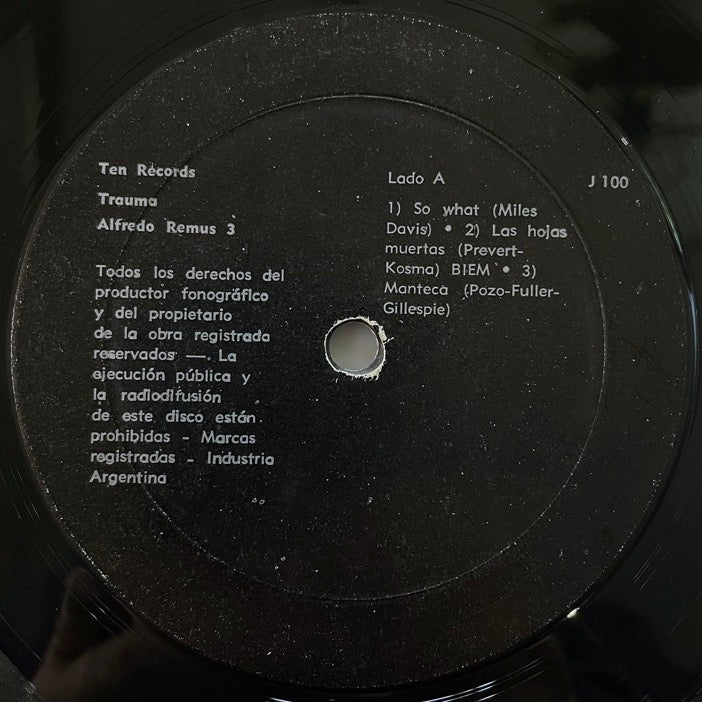 Ten Records
Trauma
Alfredo Remus 3
Todos los derechos del
productor fonográfico
y del propietario
de la obra registrada
reservados —. La
ejecución pública y
la radiodifusión
de este disco están
prohibidas - Marcas
registradas - Industria
Argentina
Lado A
J 100
1) So what (Miles
Davis) • 2) Las hojas
muertas (Prevert-
Kosma) BIEM • 3)
Manteca (Pozo-Fuller-
Gillespie)